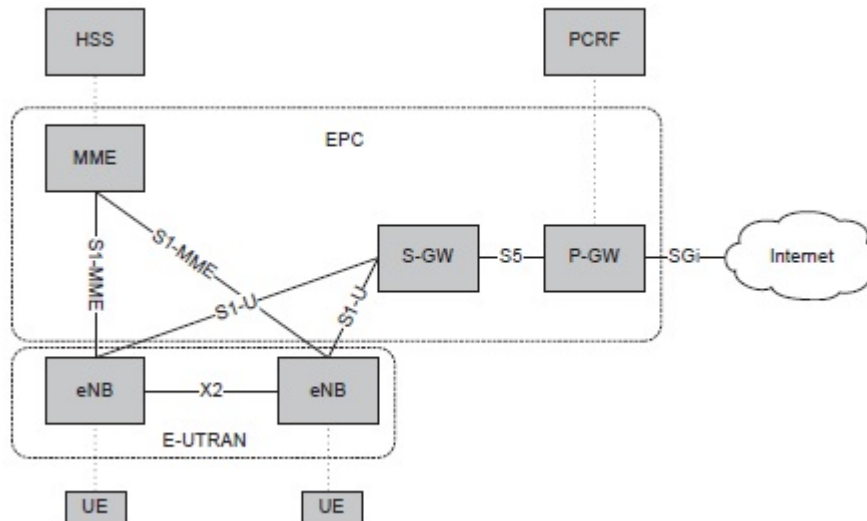 HSS
PCRF
EPC
MME
S1-MME
S1-MME
S-GW
S5
P-GW
SGi
Internet
S1-U
S1-U
eNB
X2
eNB
E-UTRAN
UE
UE